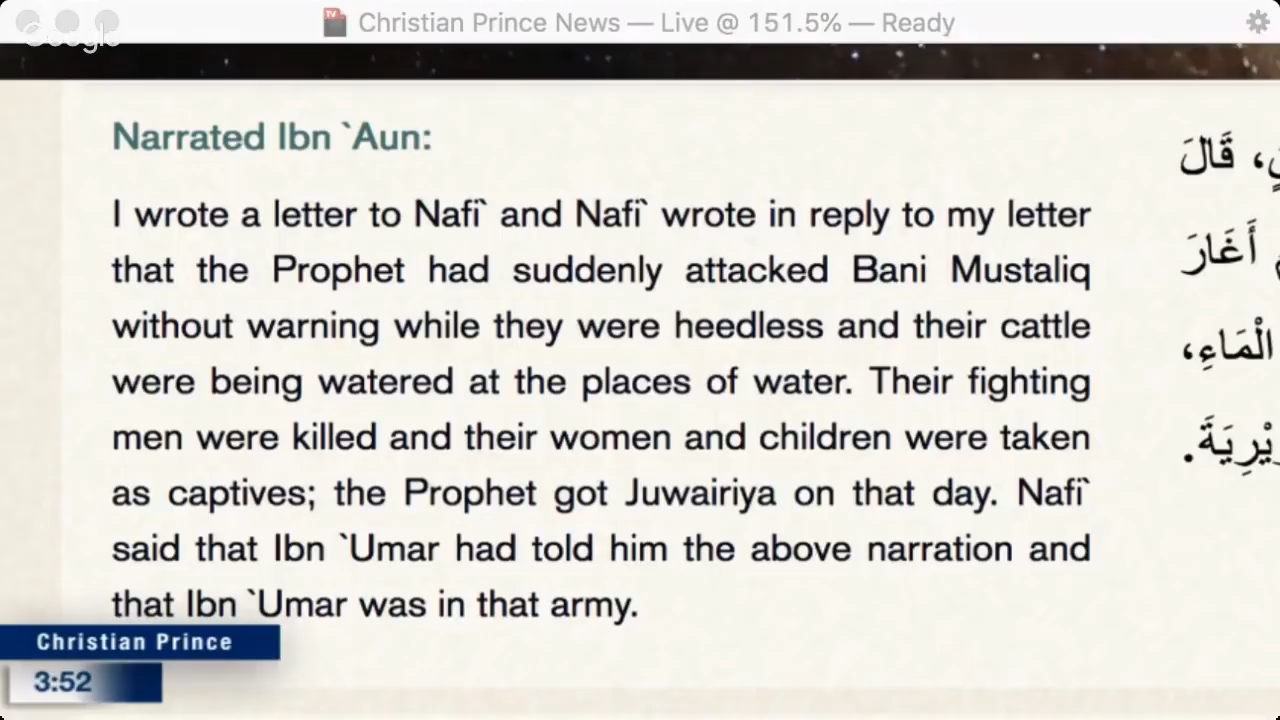 Christian Prince News — Live @ 151.5% — Ready
Google
Narrated Ibn `Aun:
I wrote a letter to Nafi` and Nafi` wrote in reply to my letter
that the Prophet had suddenly attacked Bani Mustaliq
without warning while they were heedless and their cattle
were being watered at the places of water. Their fighting
men were killed and their women and children were taken
as captives; the Prophet got Juwairiya on that day. Nafi`
said that Ibn `Umar had told him the above narration and
that Ibn `Umar was in that army.
قَالَ
أَغَارَ
الْمَاءِ،
Christian Prince
3:52